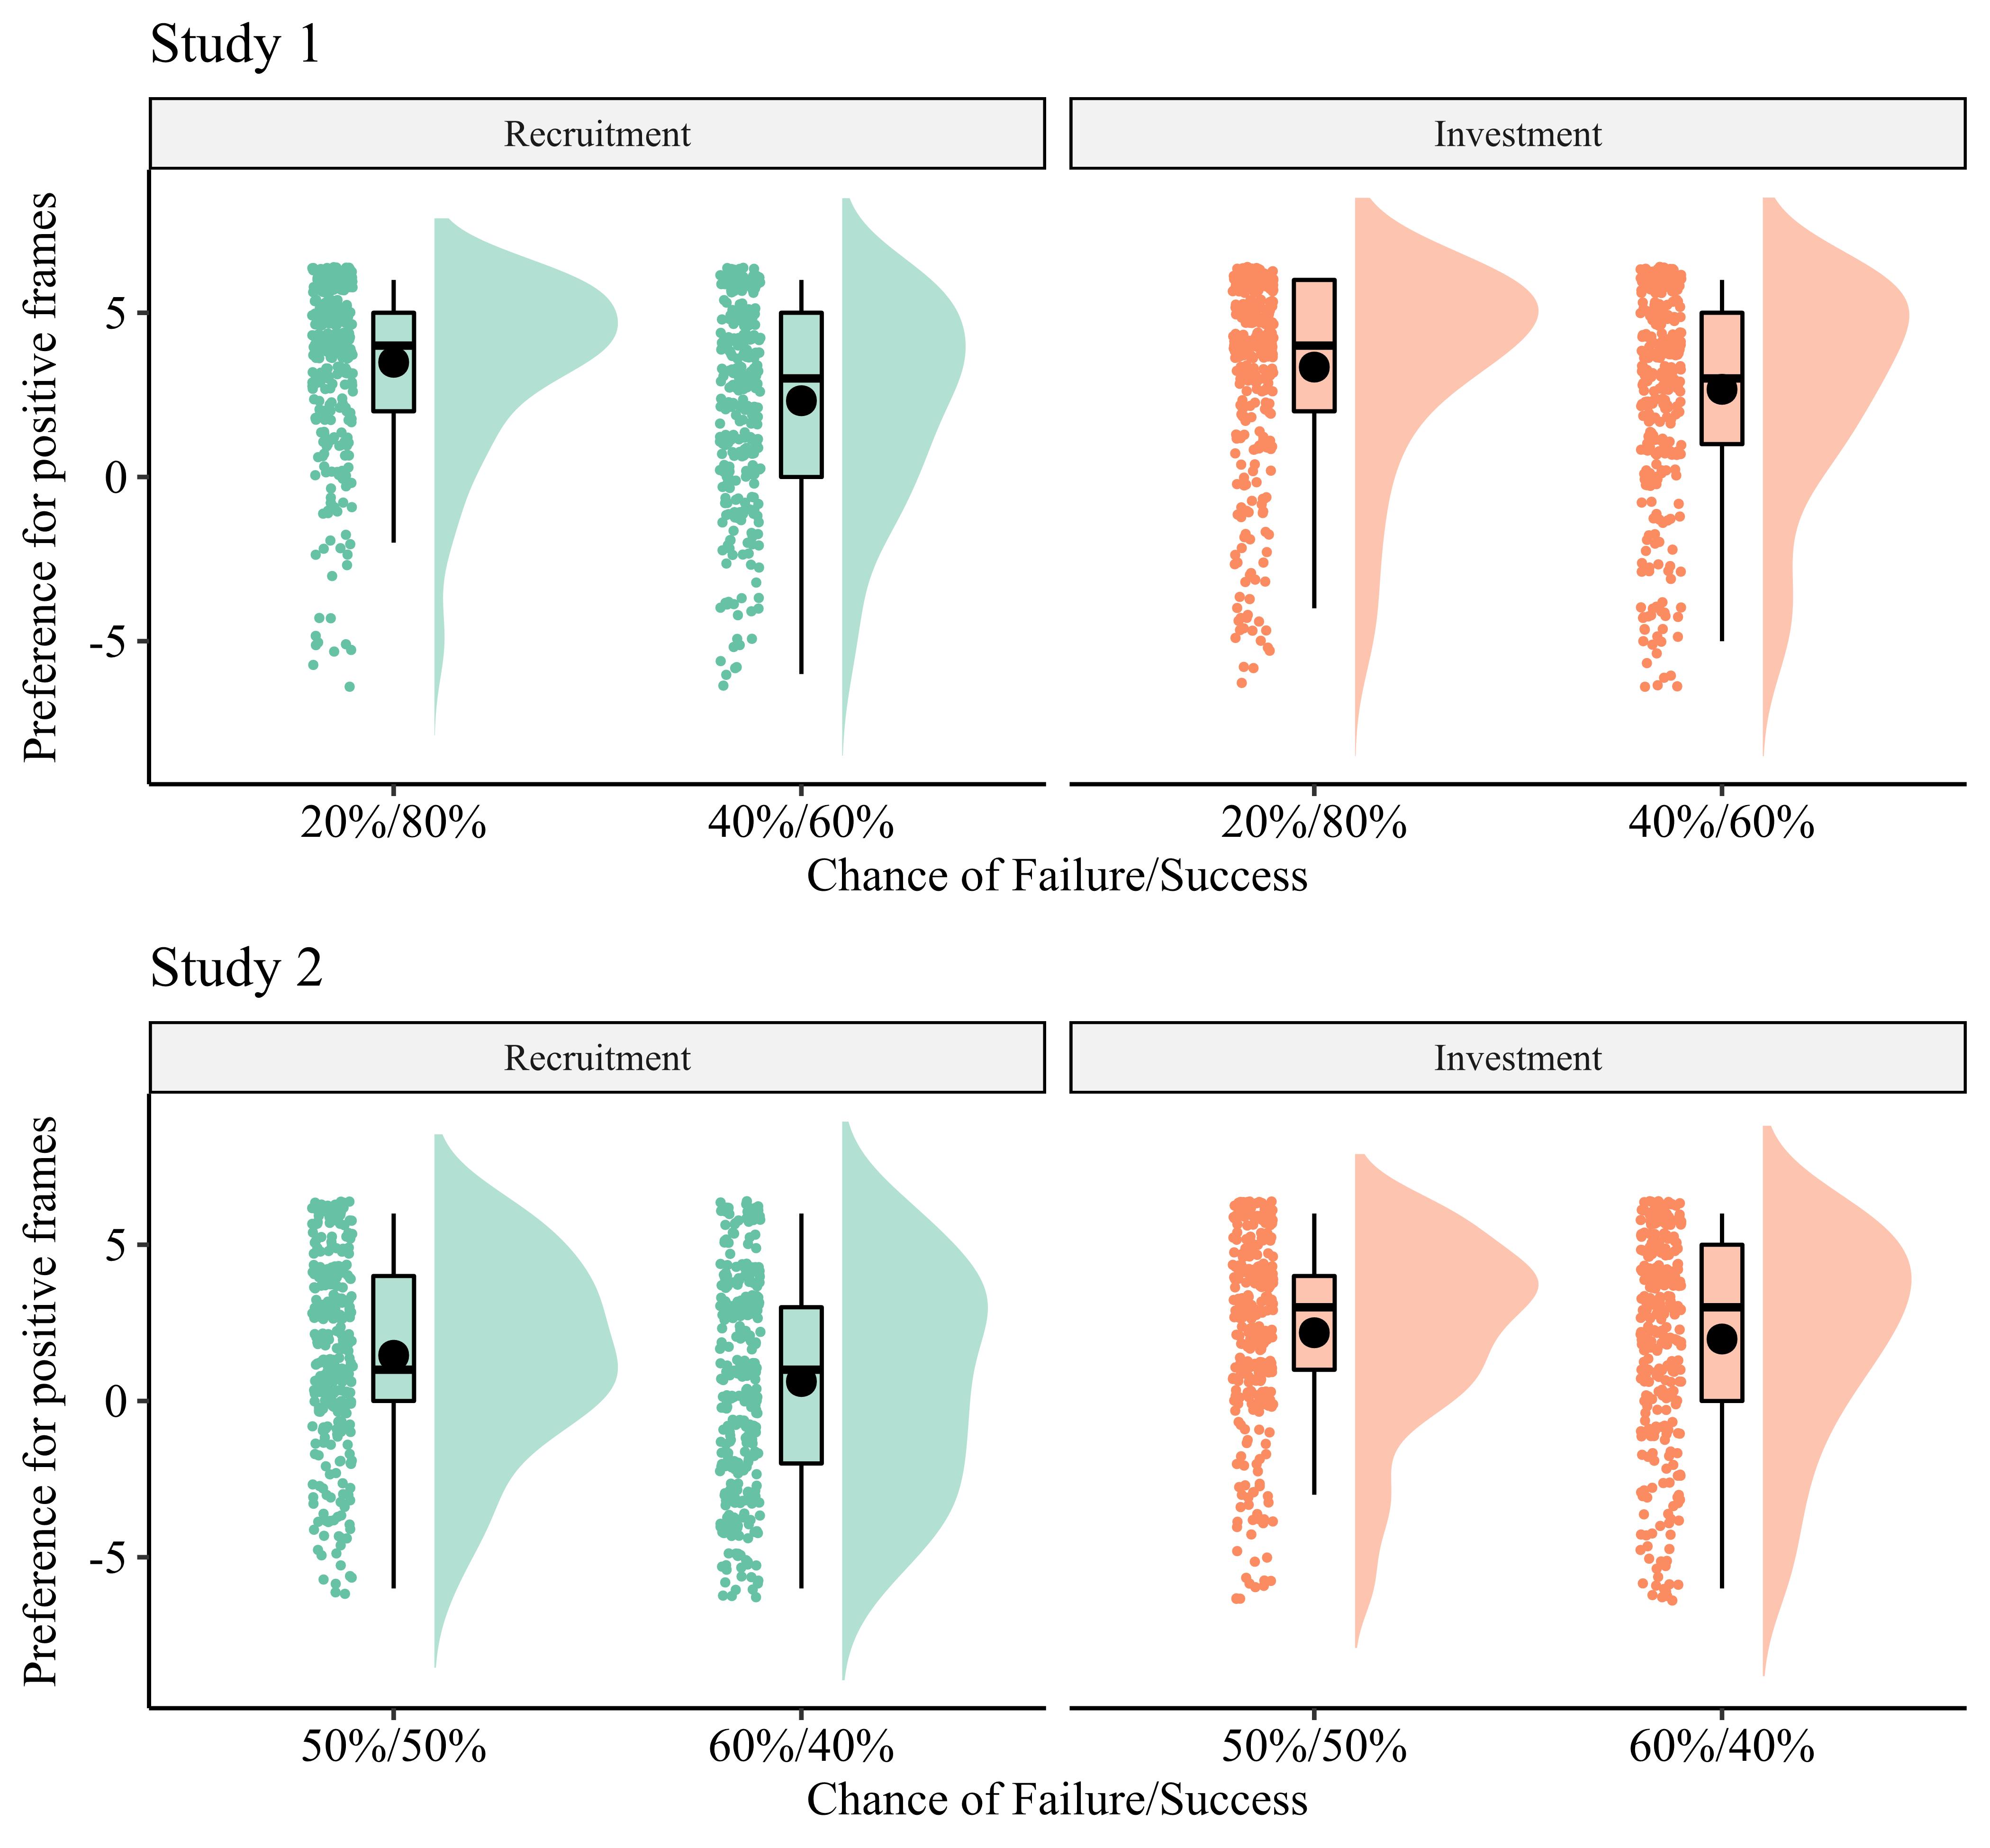 Study 1
Recruitment
Investment
Preference for positive frames
5
0
-5
20%/80%
40%/60%
20%/80%
40%/60%
Chance of Failure/Success
Study 2
Recruitment
Investment
Preference for positive frames
5
0
-5
50%/50%
60%/40%
50%/50%
60%/40%
Chance of Failure/Success